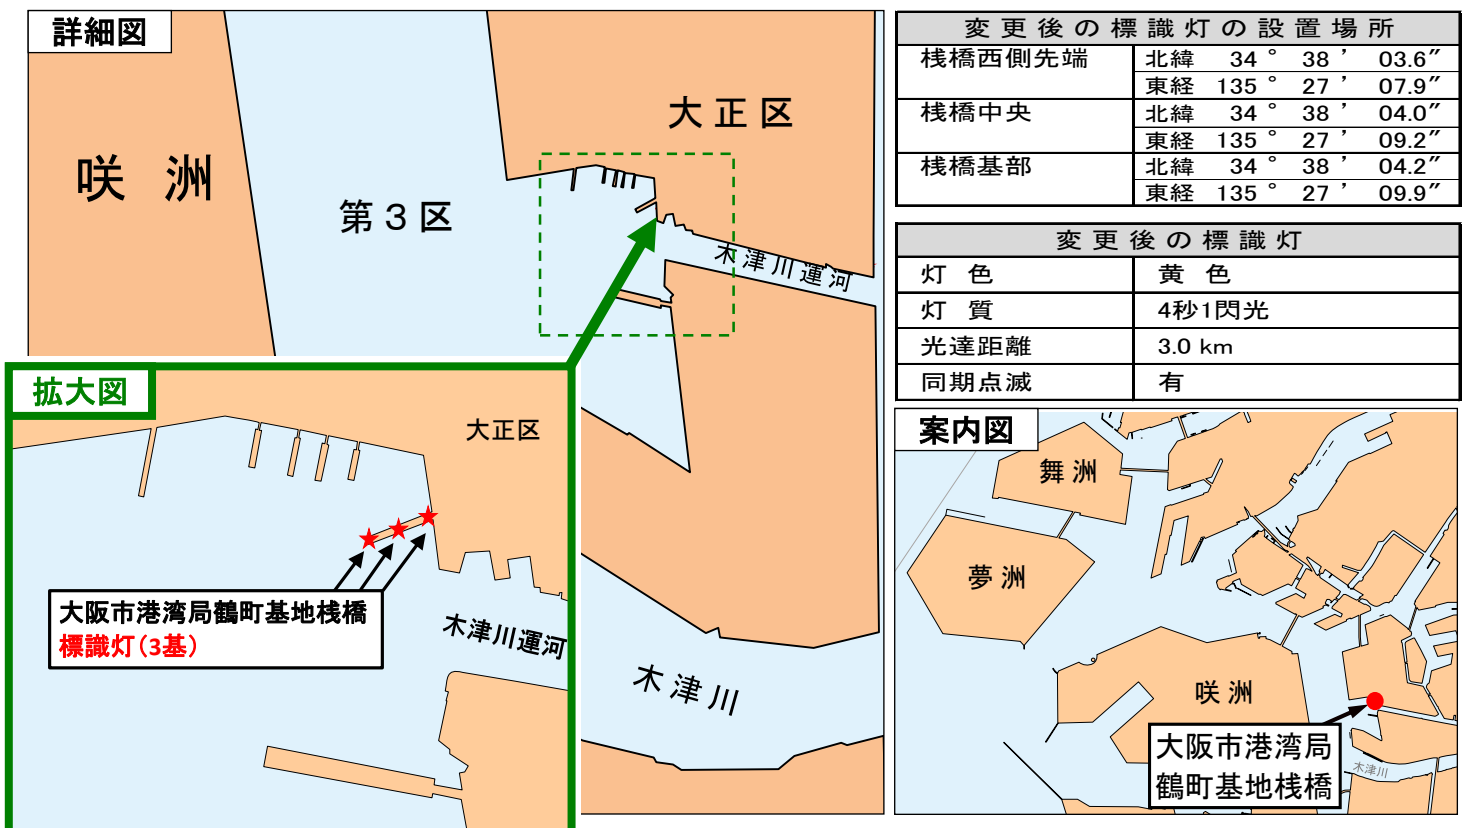 詳細図
咲 洲
第３区
大正区
木津川運河
木津川
拡大図
大正区
大阪市港湾局鶴町基地桟橋
標識灯(3基)
木津川運河
変更後の標識灯の設置場所
桟橋西側先端 北緯 34 ° 38 ’ 03.6″
東経 135 ° 27 ’ 07.9″
桟橋中央 北緯 34 ° 38 ’ 04.0″
東経 135 ° 27 ’ 09.2″
桟橋基部 北緯 34 ° 38 ’ 04.2″
東経 135 ° 27 ’ 09.9″
変更後の標識灯
灯 色 黄 色
灯 質 4秒1閃光
光達距離 3.0 km
同期点滅 有
案内図
舞洲
夢洲
咲洲
大阪市港湾局
鶴町基地桟橋
木津川